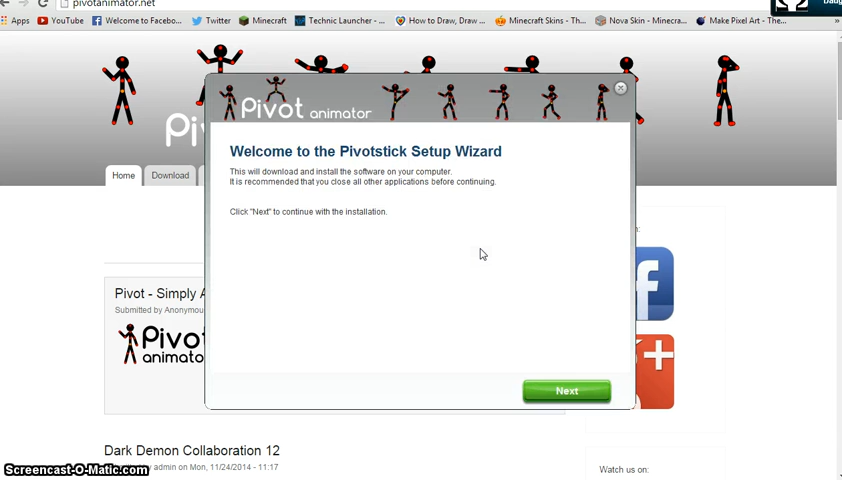 pivotanimator.net
Apps YouTube Welcome to Facebo... Twitter Minecraft Technic Launcher - ... How to Draw, Draw ... Minecraft Skins - Th... Nova Skin - Minecra... Make Pixel Art - The...
Pivot animator
Home Download
Welcome to the Pivotstick Setup Wizard
This will download and install the software on your computer.
It is recommended that you close all other applications before continuing.
Click "Next" to continue with the installation.
Pivot - Simply A
Submitted by Anonymou
Pivot
animator
Next
Dark Demon Collaboration 12
by admin on Mon, 11/24/2014 - 11:17
Watch us on:
Screencast-O-Matic.com